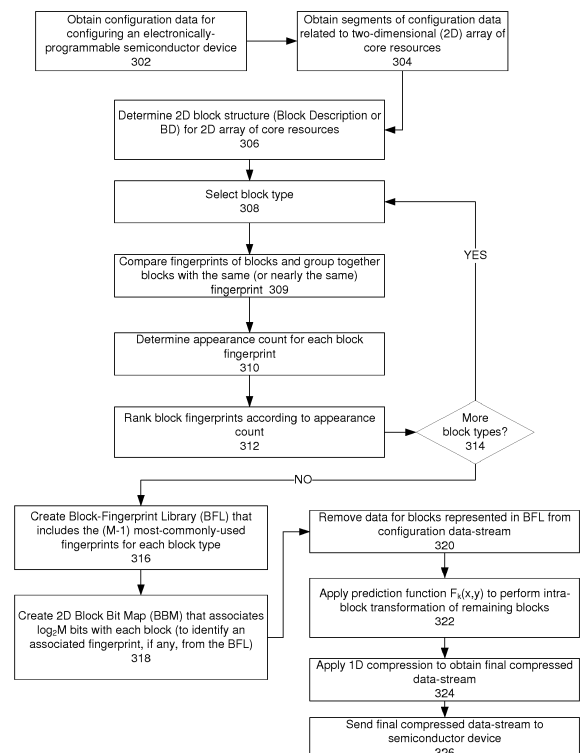 Obtain configuration data for
configuring an electronically-
programmable semiconductor device
302
Obtain segments of configuration data
related to two-dimensional (2D) array of
core resources
304
Determine 2D block structure (Block Description or
BD) for 2D array of core resources
306
Select block type
308
YES
Compare fingerprints of blocks and group together
blocks with the same (or nearly the same)
fingerprint 309
Determine appearance count for each block
fingerprint
310
Rank block fingerprints according to appearance
count
312
More
block types?
314
NO
Create Block-Fingerprint Library (BFL) that
includes the (M-1) most-commonly-used
fingerprints for each block type
316
Create 2D Block Bit Map (BBM) that associates
log₂M bits with each block (to identify an
associated fingerprint, if any, from the BFL)
318
Remove data for blocks represented in BFL from
configuration data-stream
320
Apply prediction function Fₖ(x,y) to perform intra-
block transformation of remaining blocks
322
Apply 1D compression to obtain final compressed
data-stream
324
Send final compressed data-stream to
semiconductor device
326